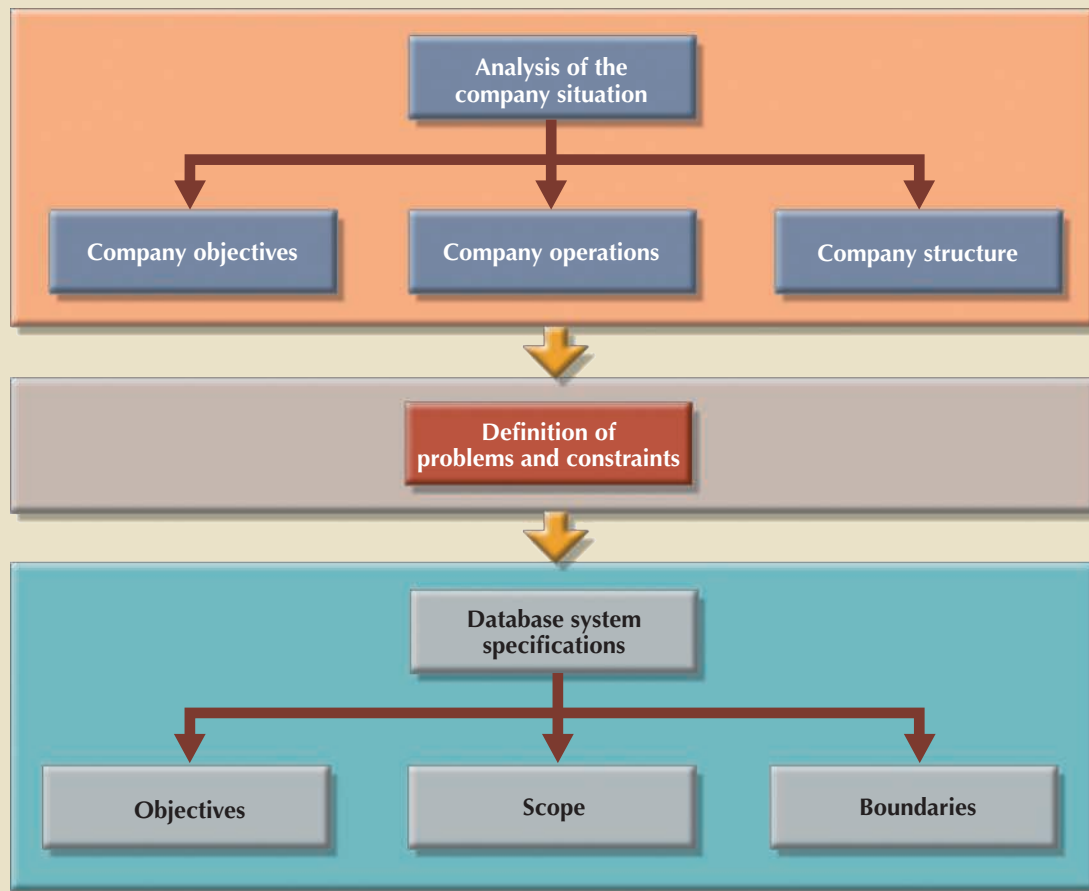 Analysis of the
company situation
Company objectives
Company operations
Company structure
Definition of
problems and constraints
Database system
specifications
Objectives
Scope
Boundaries